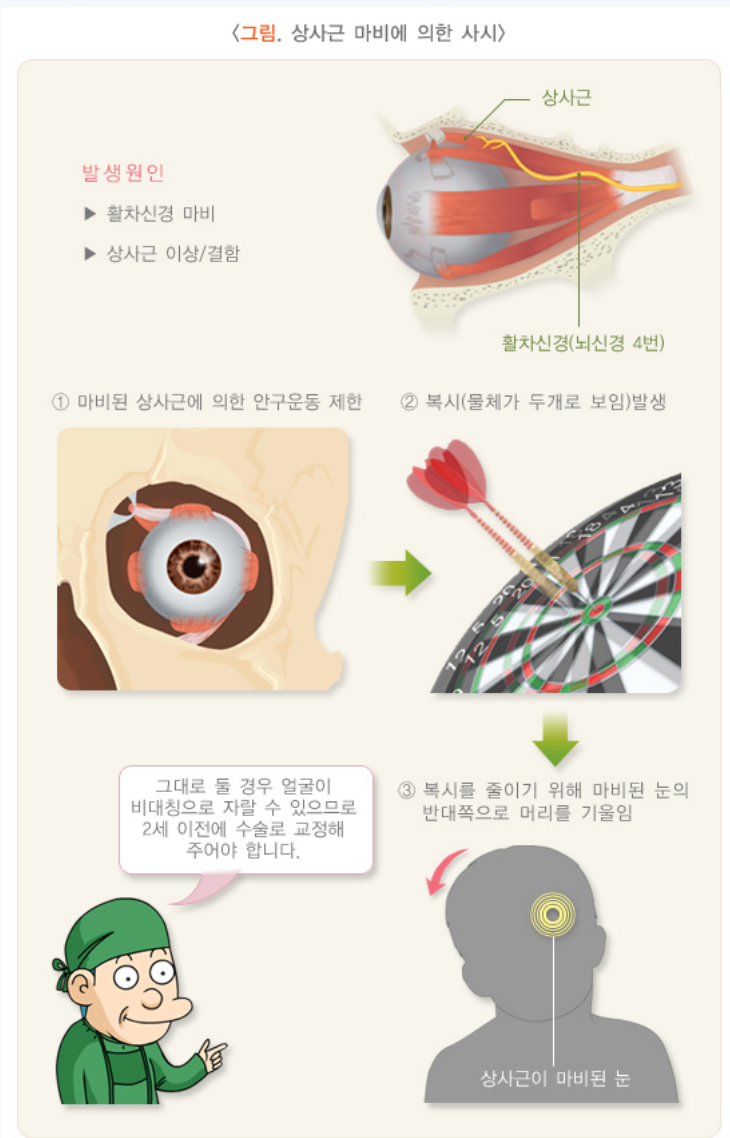 <그림. 상사근 마비에 의한 사시>
상사근
발생원인
▶ 활차신경 마비
▶ 상사근 이상/결함
활차신경(뇌신경 4번)
① 마비된 상사근에 의한 안구운동 제한
② 복시(물체가 두개로 보임)발생
그대로 둘 경우 얼굴이
비대칭으로 자랄 수 있으므로
2세 이전에 수술로 교정해
주어야 합니다.
③ 복시를 줄이기 위해 마비된 눈의
반대쪽으로 머리를 기울임
상사근이 마비된 눈